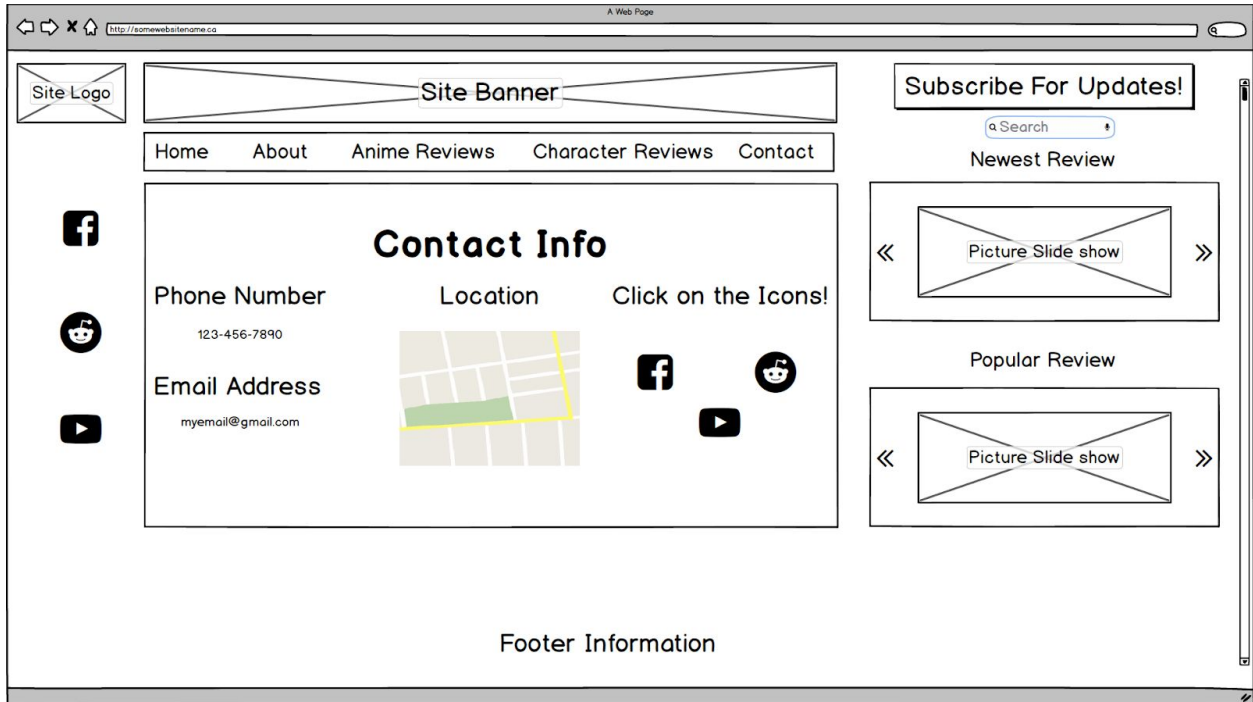 A Web Page
http://somewebsitename.ca
Site Logo
Site Banner
Subscribe For Updates!
Search
Home About Anime Reviews Character Reviews Contact
Newest Review
Contact Info
Picture Slide show
Phone Number Location Click on the Icons!
123-456-7890
Popular Review
Email Address
myemail@gmail.com
Picture Slide show
Footer Information